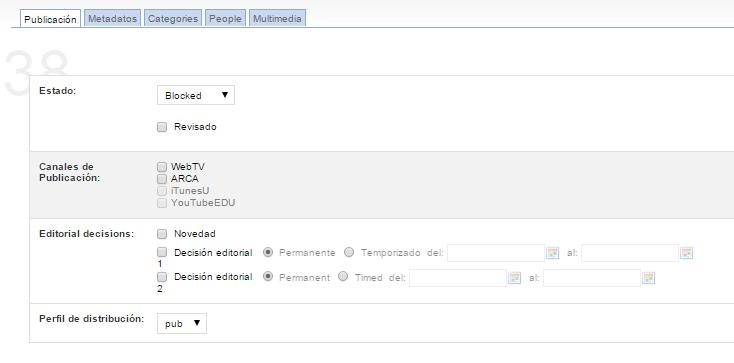 Publicación Metadatos Categories People Multimedia
38
Estado: Blocked
Revisado
Canales de Publicación: WebTV
ARCA
iTunesU
YouTubeEDU
Editorial decisions: Novedad
Decisión editorial 1 Permanente Temporizado del: al:
Decisión editorial 2 Permanent Timed del: al:
Perfil de distribución: pub